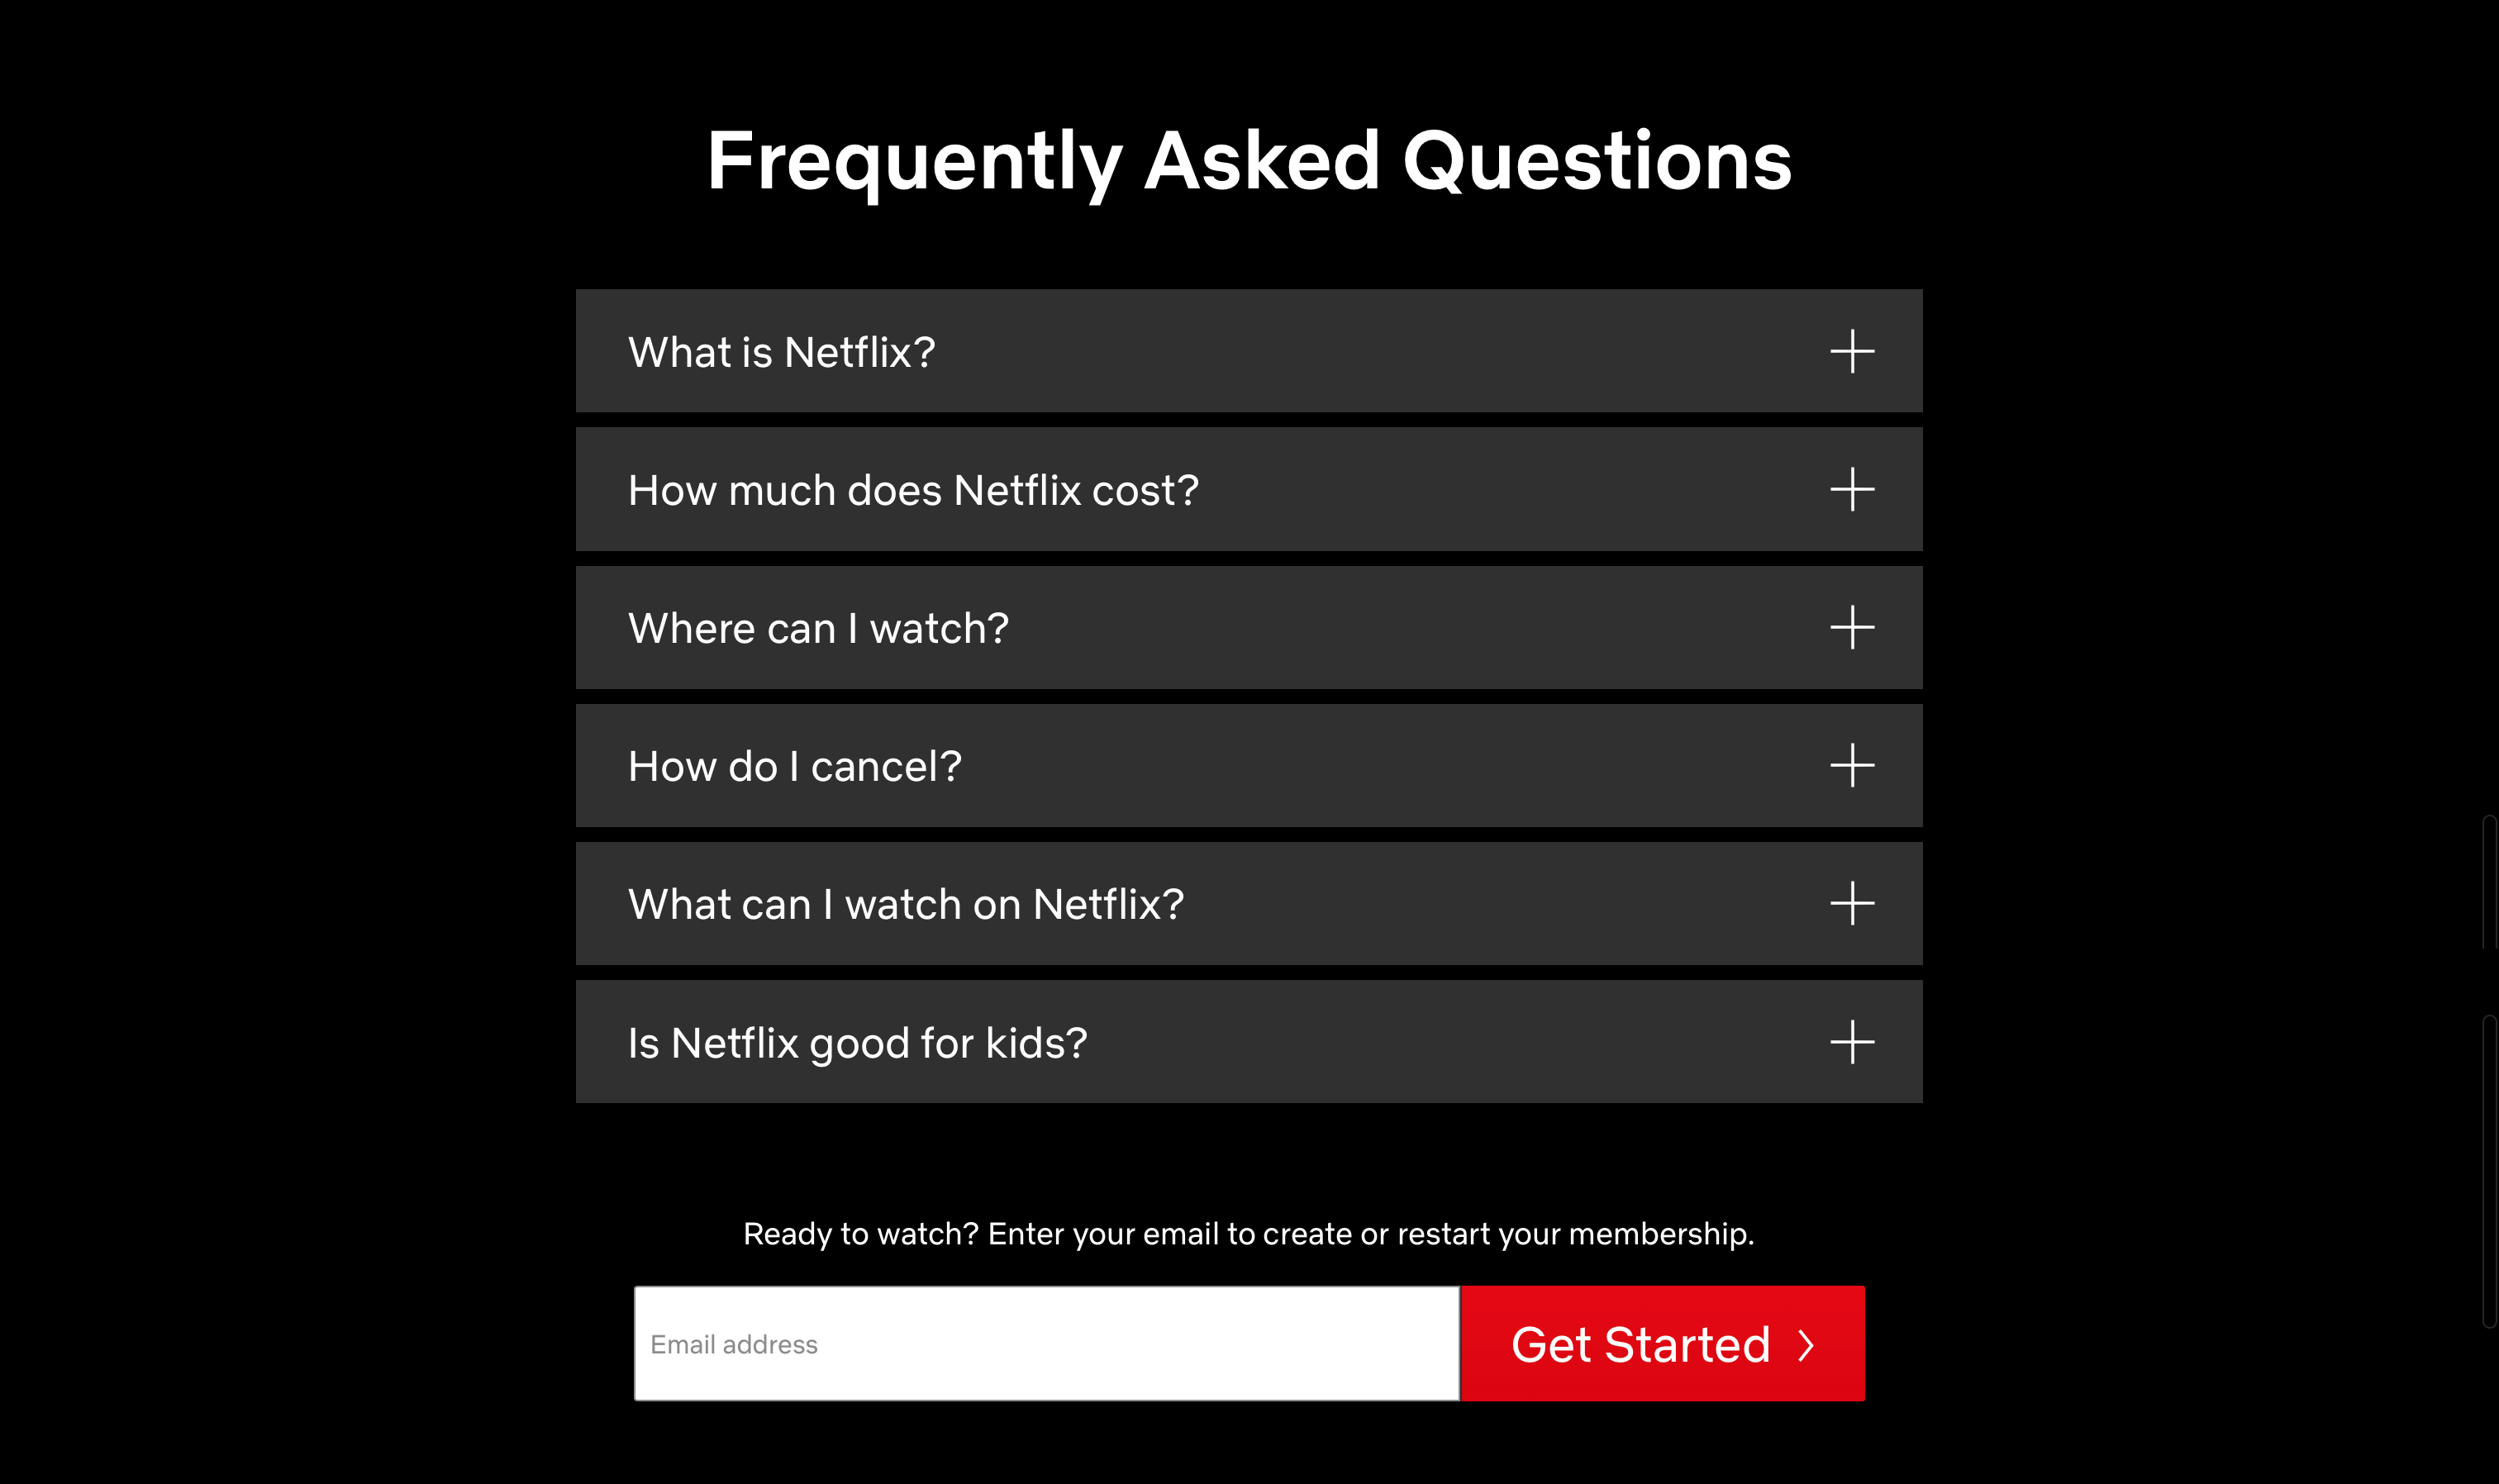 Frequently Asked Questions
What is Netflix?
How much does Netflix cost?
Where can I watch?
How do I cancel?
What can I watch on Netflix?
Is Netflix good for kids?
Ready to watch? Enter your email to create or restart your membership.
Email address
Get Started